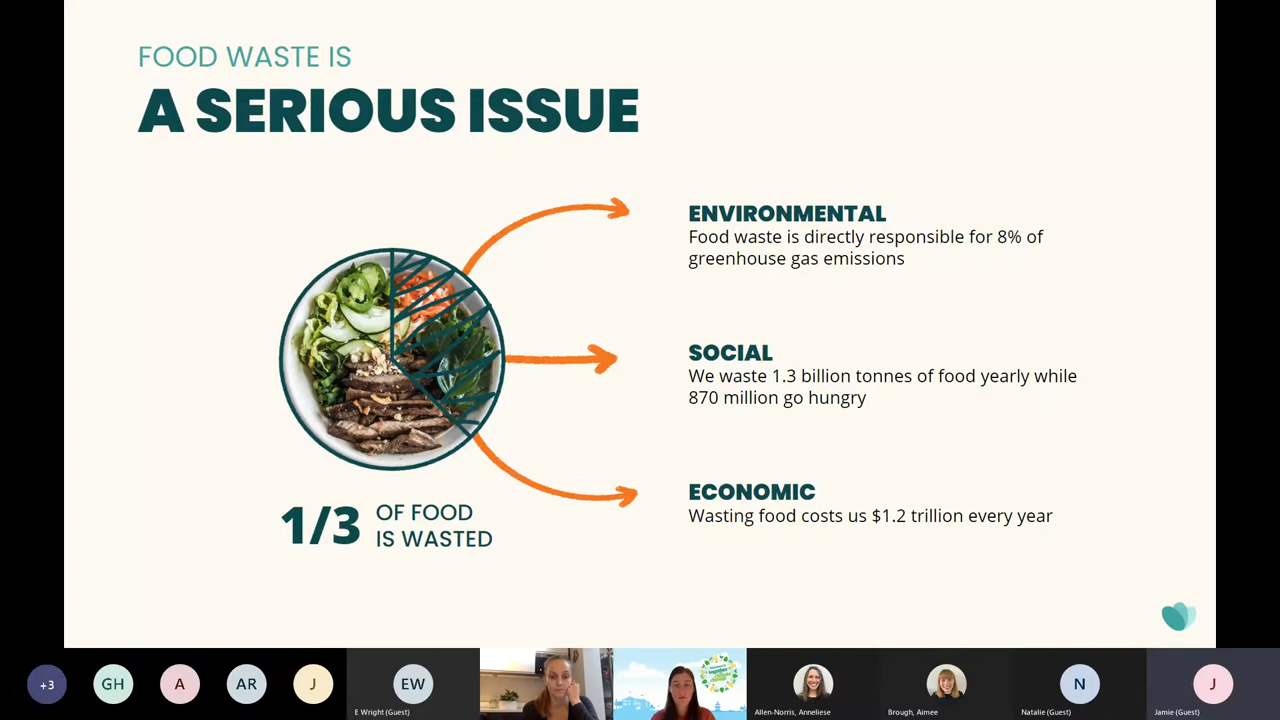 FOOD WASTE IS
A SERIOUS ISSUE
ENVIRONMENTAL
Food waste is directly responsible for 8% of
greenhouse gas emissions
SOCIAL
We waste 1.3 billion tonnes of food yearly while
870 million go hungry
ECONOMIC
Wasting food costs us $1.2 trillion every year
1/3 OF FOOD
IS WASTED
+3
GH
A
AR
J
EW
E Wright (Guest)
together
Allen-Norris, Anneliese
Brough, Aimee
N
Natalie (Guest)
J
Jamie (Guest)